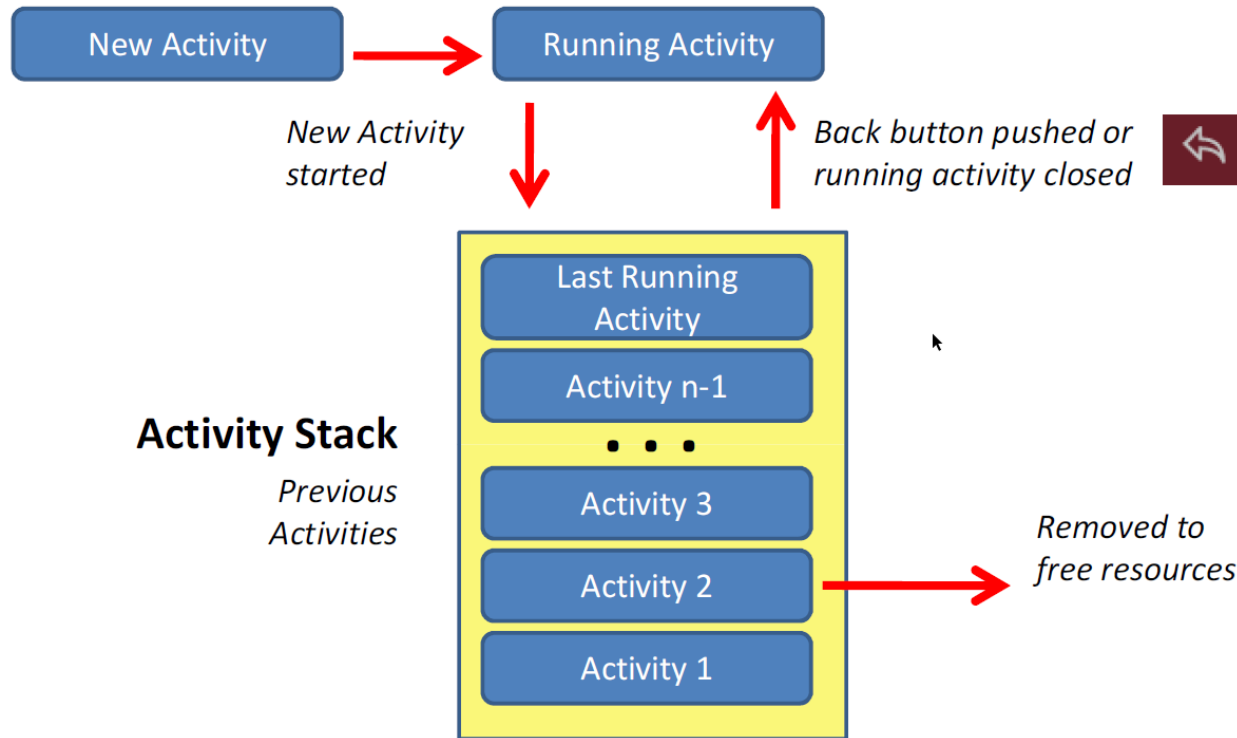 New Activity
Running Activity
New Activity
started
Back button pushed or
running activity closed
Last Running
Activity
Activity n-1
. . .
Activity Stack
Previous
Activities
Activity 3
Activity 2
Activity 1
Removed to
free resources